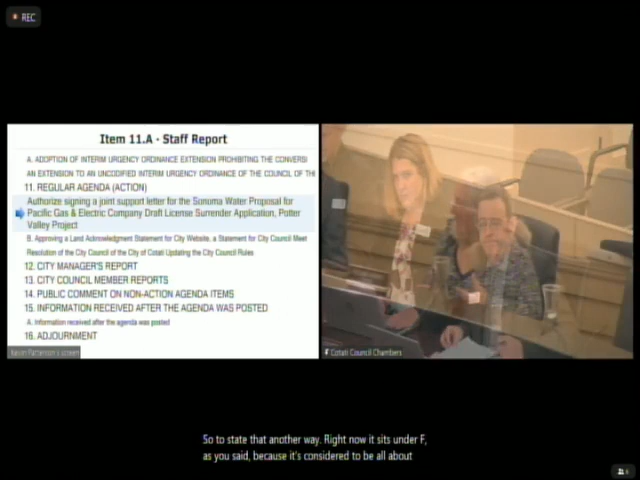 REC
Item 11.A - Staff Report
A. ADOPTION OF INTERIM URGENCY ORDINANCE EXTENSION PROHIBITING THE CONVERSI
AN EXTENSION TO AN UNCODIFIED INTERIM URGENCY ORDINANCE OF THE COUNCIL OF THE
11. REGULAR AGENDA (ACTION)
Authorize signing a joint support letter for the Sonoma Water Proposal for
Pacific Gas & Electric Company Draft License Surrender Application, Potter
Valley Project
B. Approving a Land Acknowledgment Statement for City Website, a Statement for City Council Meet
Resolution of the City Council of the City of Cotati Updating the City Council Rules
12. CITY MANAGER'S REPORT
13. CITY COUNCIL MEMBER REPORTS
14. PUBLIC COMMENT ON NON-ACTION AGENDA ITEMS
15. INFORMATION RECEIVED AFTER THE AGENDA WAS POSTED
A. Information received after the agenda was posted
16. ADJOURNMENT
Kevin Patterson's screen
Cotati Council Chambers
So to state that another way. Right now it sits under F,
as you said, because it's considered to be all about